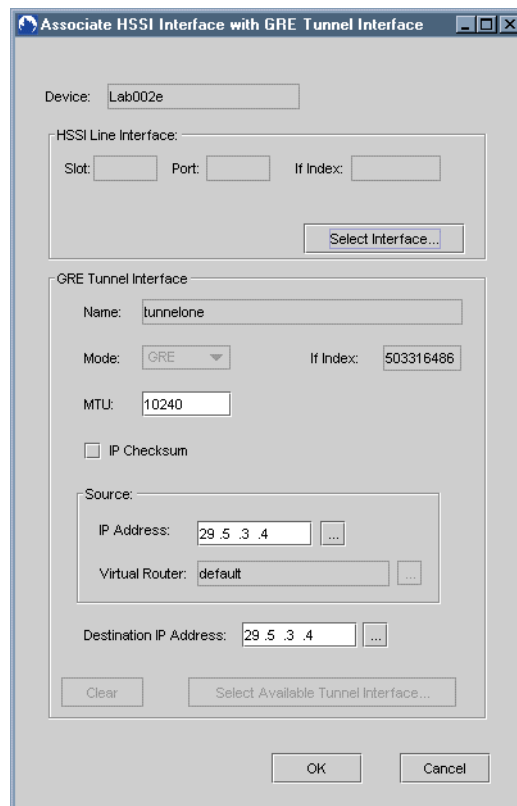 Associate HSSI Interface with GRE Tunnel Interface
Device: Lab002e
HSSI Line Interface:
Slot: Port: If Index:
Select Interface...
GRE Tunnel Interface
Name: tunnelone
Mode: GRE If Index: 503316486
MTU: 10240
IP Checksum
Source:
IP Address: 29 .5 .3 .4 ...
Virtual Router: default ...
Destination IP Address: 29 .5 .3 .4 ...
Clear Select Available Tunnel Interface...
OK Cancel